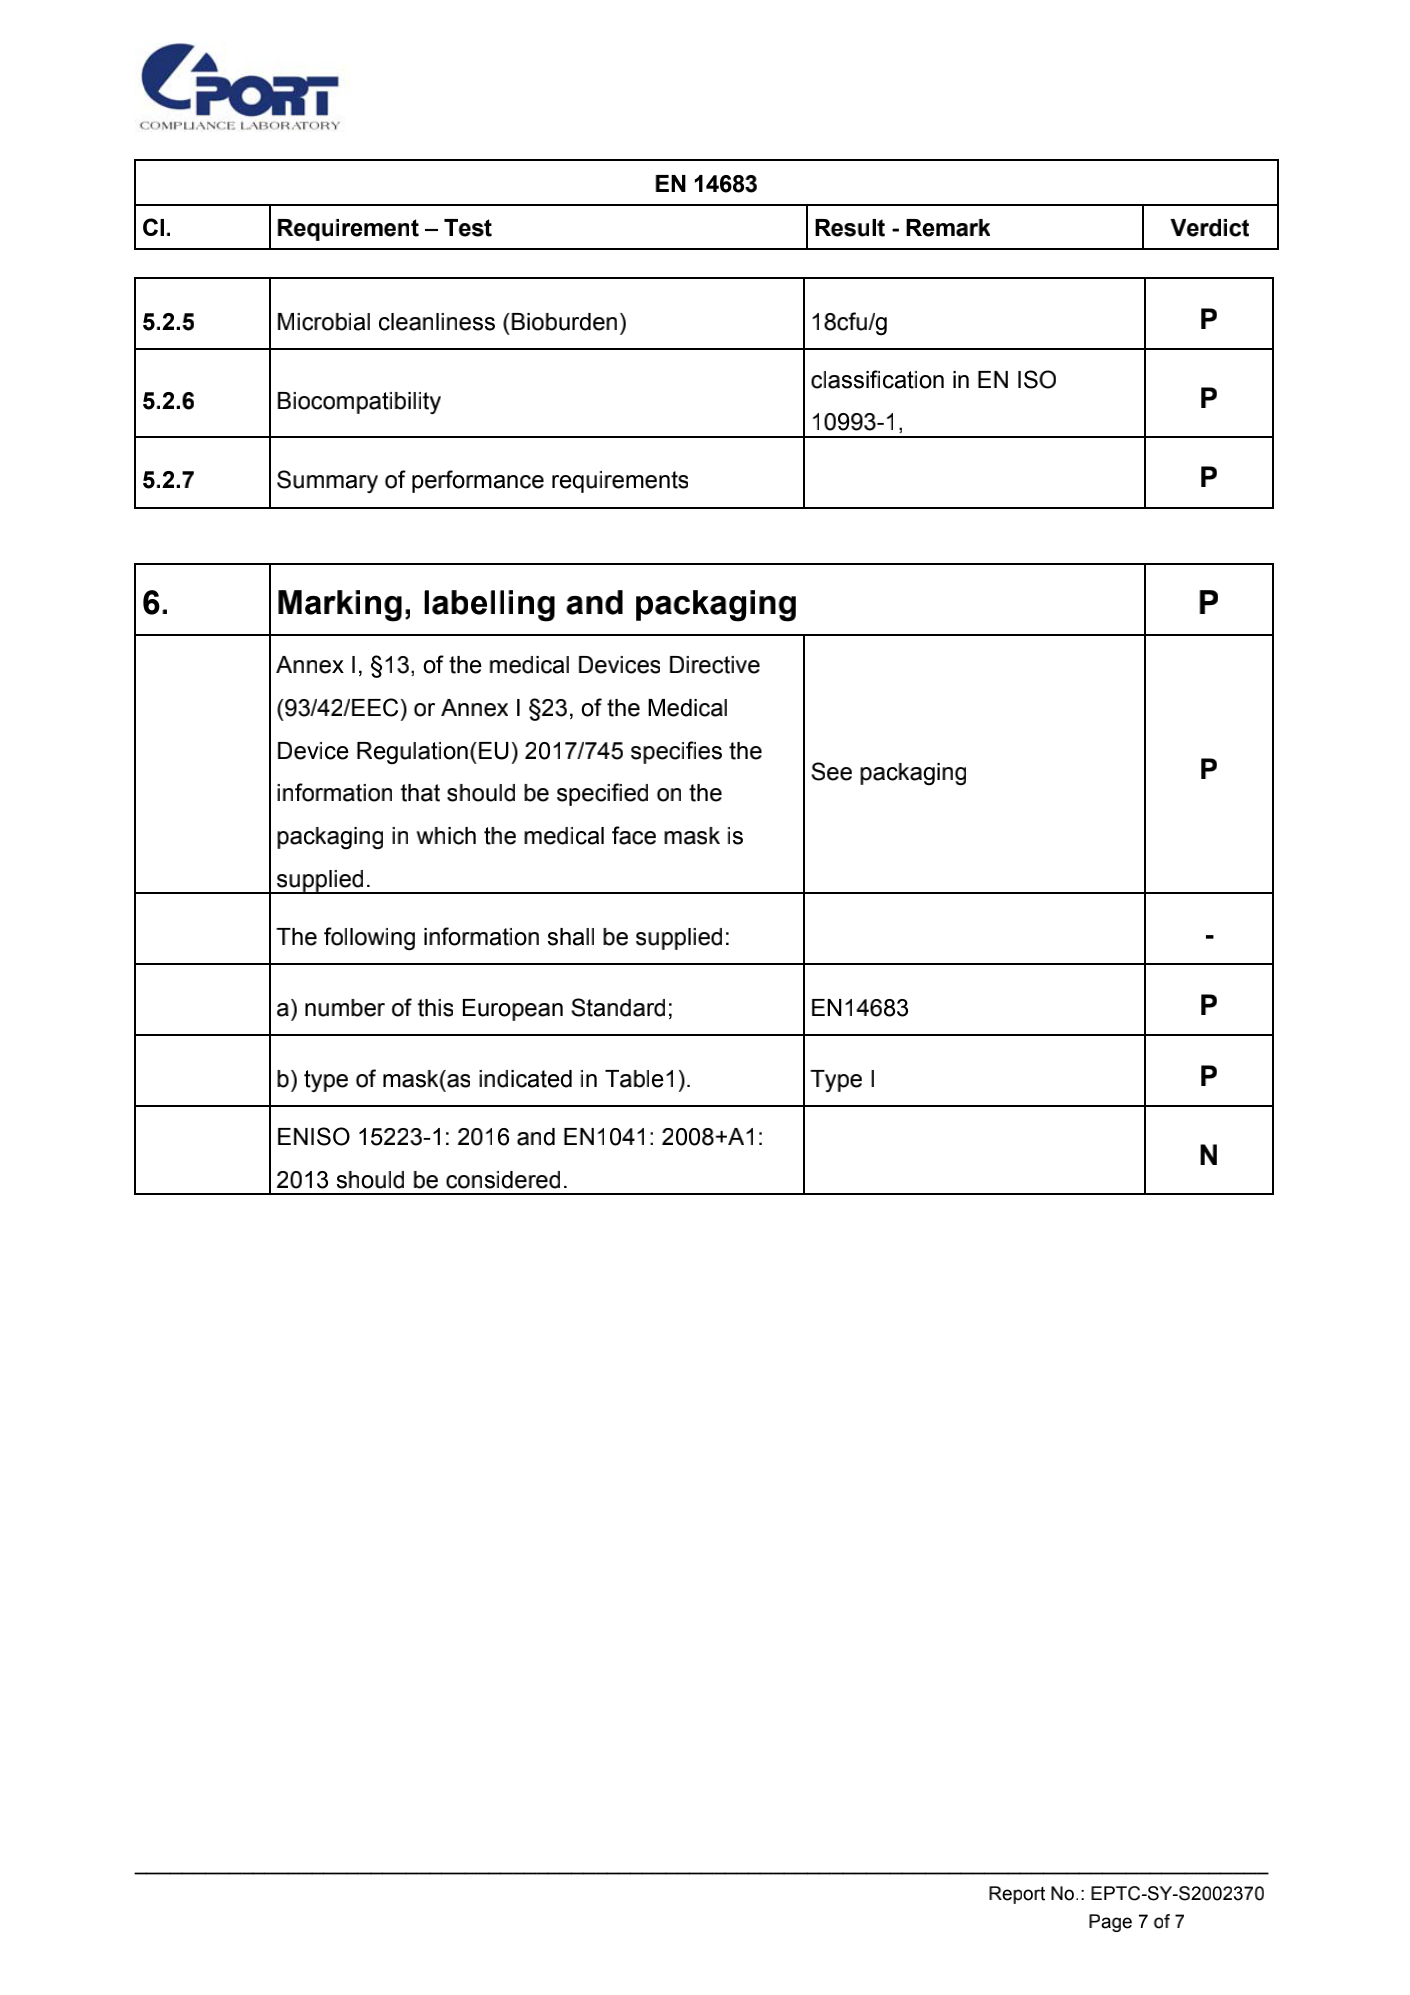 PORT
COMPLIANCE LABORATORY
EN 14683
Cl. Requirement – Test Result - Remark Verdict
5.2.5 Microbial cleanliness (Bioburden) 18cfu/g P
5.2.6 Biocompatibility classification in EN ISO
10993-1, P
5.2.7 Summary of performance requirements P
6. Marking, labelling and packaging P
Annex I, §13, of the medical Devices Directive
(93/42/EEC) or Annex I §23, of the Medical
Device Regulation(EU) 2017/745 specifies the
information that should be specified on the
packaging in which the medical face mask is
supplied.
See packaging P
The following information shall be supplied: -
a) number of this European Standard; EN14683 P
b) type of mask(as indicated in Table1). Type I P
ENISO 15223-1: 2016 and EN1041: 2008+A1:
2013 should be considered. N
Report No.: EPTC-SY-S2002370
Page 7 of 7